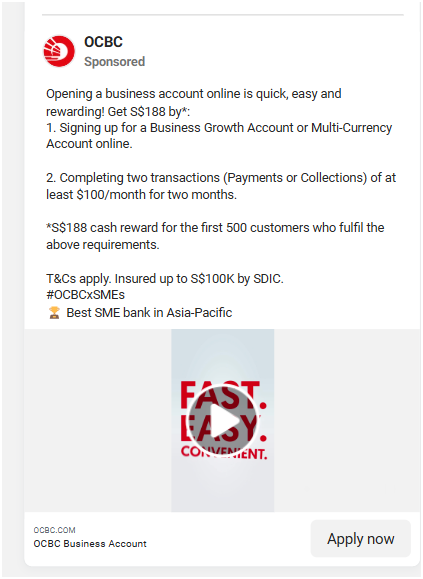 OCBC
Sponsored
Opening a business account online is quick, easy and
rewarding! Get S$188 by*:
1. Signing up for a Business Growth Account or Multi-Currency
Account online.
2. Completing two transactions (Payments or Collections) of at
least $100/month for two months.
*S$188 cash reward for the first 500 customers who fulfil the
above requirements.
T&Cs apply. Insured up to S$100K by SDIC.
#OCBCxSMEs
🏆 Best SME bank in Asia-Pacific
FAST.
EASY.
CONVENIENT.
OCBC.COM
OCBC Business Account
Apply now